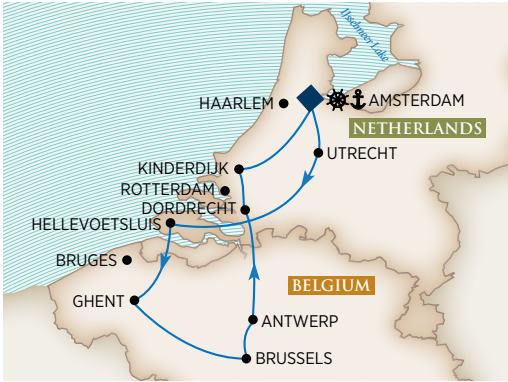 IJsselmeer Lake
HAARLEM
AMSTERDAM
NETHERLANDS
UTRECHT
KINDERDIJK
ROTTERDAM
DORDRECHT
HELLEVOETSLUIS
BRUGES
BELGIUM
GHENT
ANTWERP
BRUSSELS